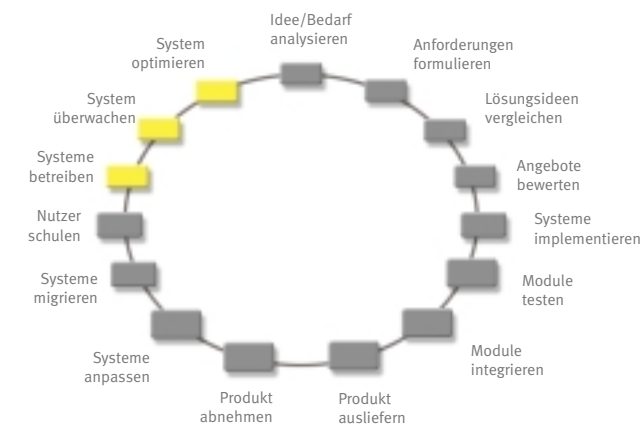 Idee/Bedarf
analysieren
Anforderungen
formulieren
Lösungsideen
vergleichen
Angebote
bewerten
Systeme
implementieren
Module
testen
Module
integrieren
Produkt
ausliefern
Produkt
abnehmen
Systeme
anpassen
Systeme
migrieren
Nutzer
schulen
Systeme
betreiben
System
überwachen
System
optimieren